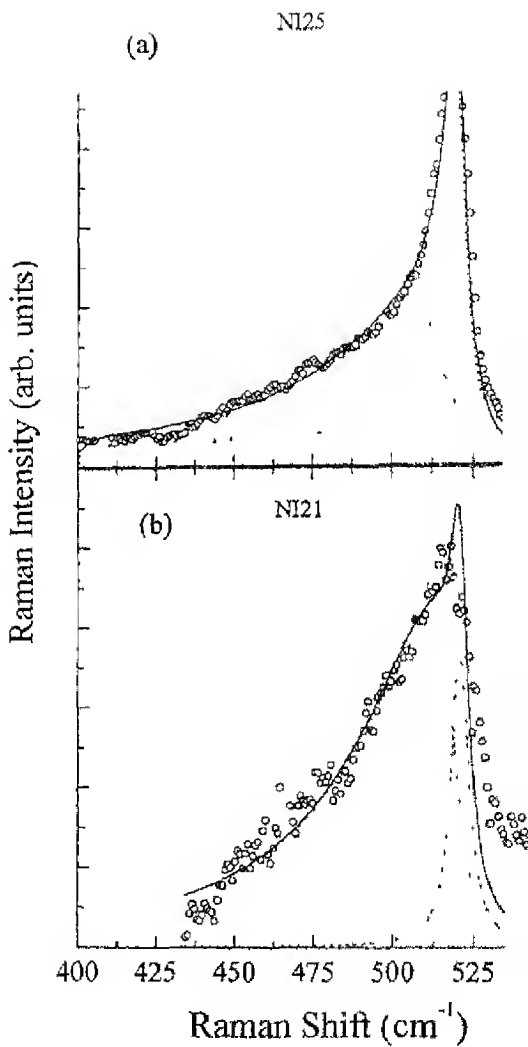 NI25
(a)
Raman Intensity (arb. units)
(b)
NI21
400 425 450 475 500 525
Raman Shift (cm⁻¹)